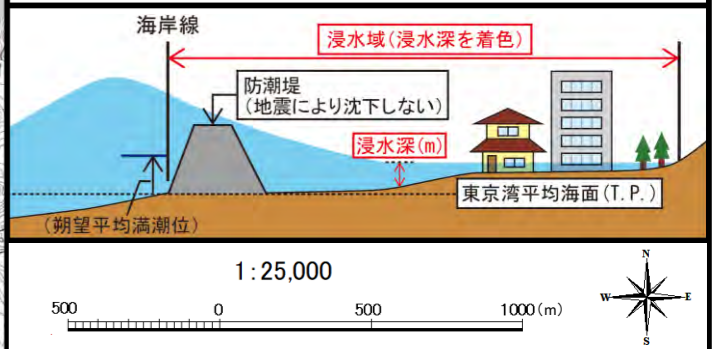 海岸線
浸水域(浸水深を着色)
防潮堤
(地震により沈下しない)
浸水深(m)
東京湾平均海面(T.P.)
(朔望平均満潮位)
1:25,000
500 0 500 1000(m)
N
W E
S